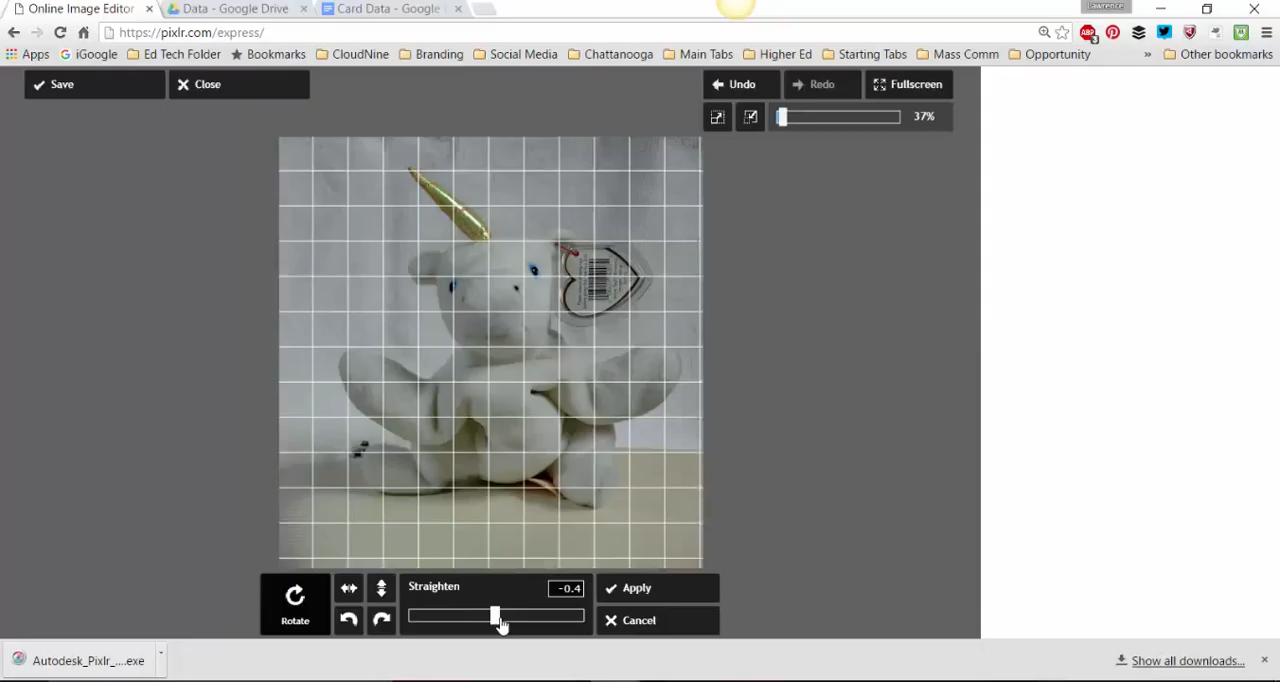 Online Image Editor
Data - Google Drive
Card Data - Google
Lawrence
https://pixlr.com/express/
Apps
iGoogle
Ed Tech Folder
Bookmarks
CloudNine
Branding
Social Media
Chattanooga
Main Tabs
Higher Ed
Starting Tabs
Mass Comm
Opportunity
»
Other bookmarks
Save
Close
Undo
Redo
Fullscreen
37%
Rotate
Straighten
-0.4
Apply
Cancel
Autodesk_Pixlr_....exe
Show all downloads...